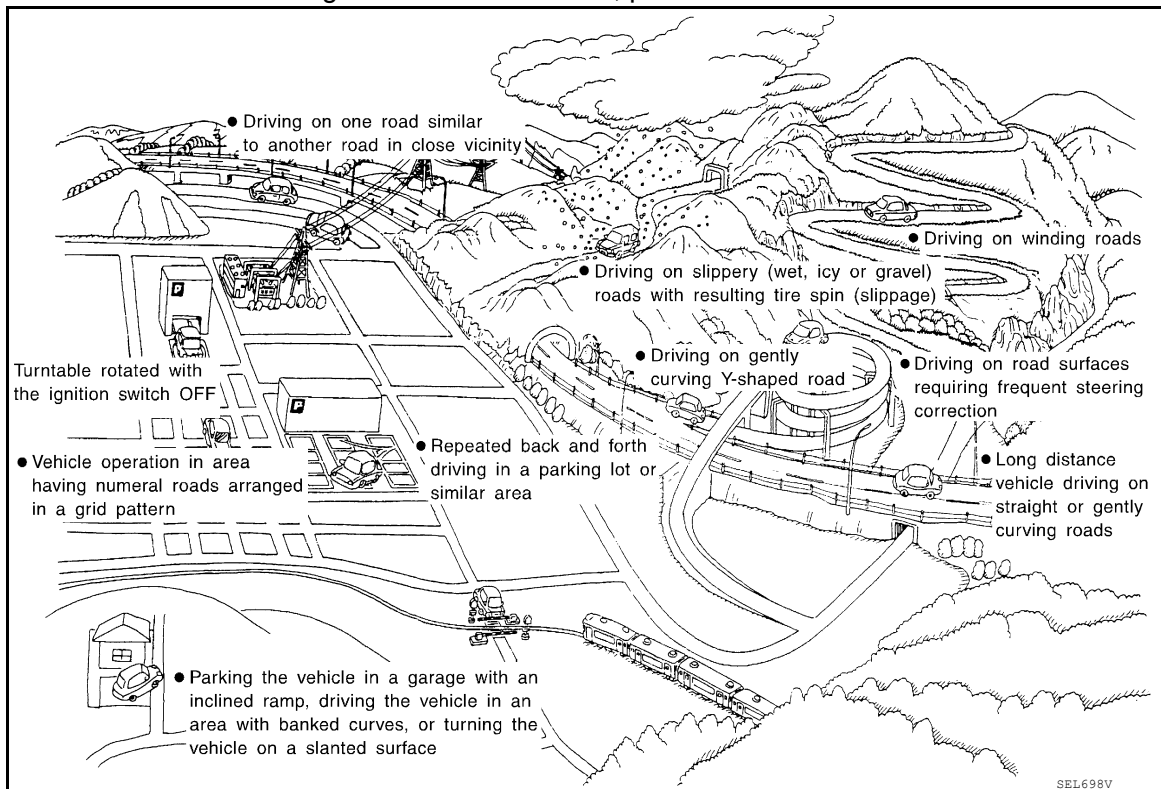 ● Driving on one road similar
to another road in close vicinity
● Driving on winding roads
● Driving on slippery (wet, icy or gravel)
roads with resulting tire spin (slippage)
● Driving on gently
curving Y-shaped road
● Driving on road surfaces
requiring frequent steering
correction
Turntable rotated with
the ignition switch OFF
P
P
● Vehicle operation in area
having numeral roads arranged
in a grid pattern
● Repeated back and forth
driving in a parking lot or
similar area
● Long distance
vehicle driving on
straight or gently
curving roads
● Parking the vehicle in a garage with an
inclined ramp, driving the vehicle in an
area with banked curves, or turning the
vehicle on a slanted surface
SEL698V